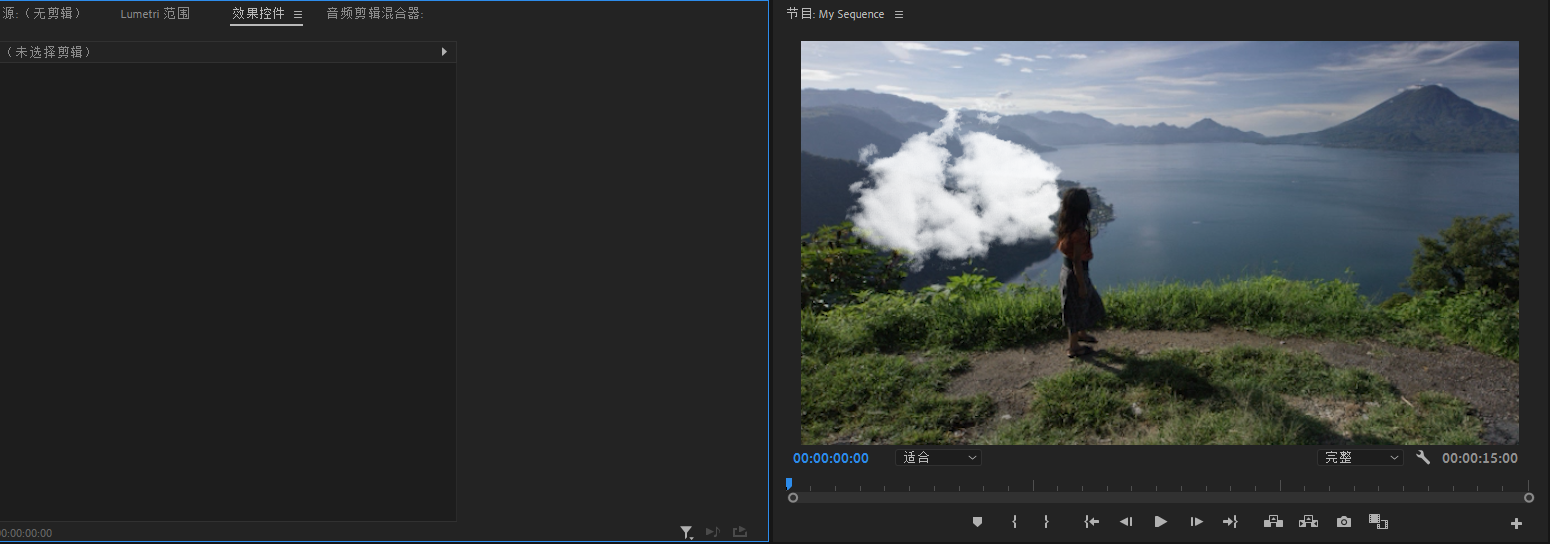 源:（无剪辑）
Lumetri 范围
效果控件
音频剪辑混合器:
（未选择剪辑）
0:00:00:00
节目: My Sequence
00:00:00:00
适合
完整
00:00:15:00